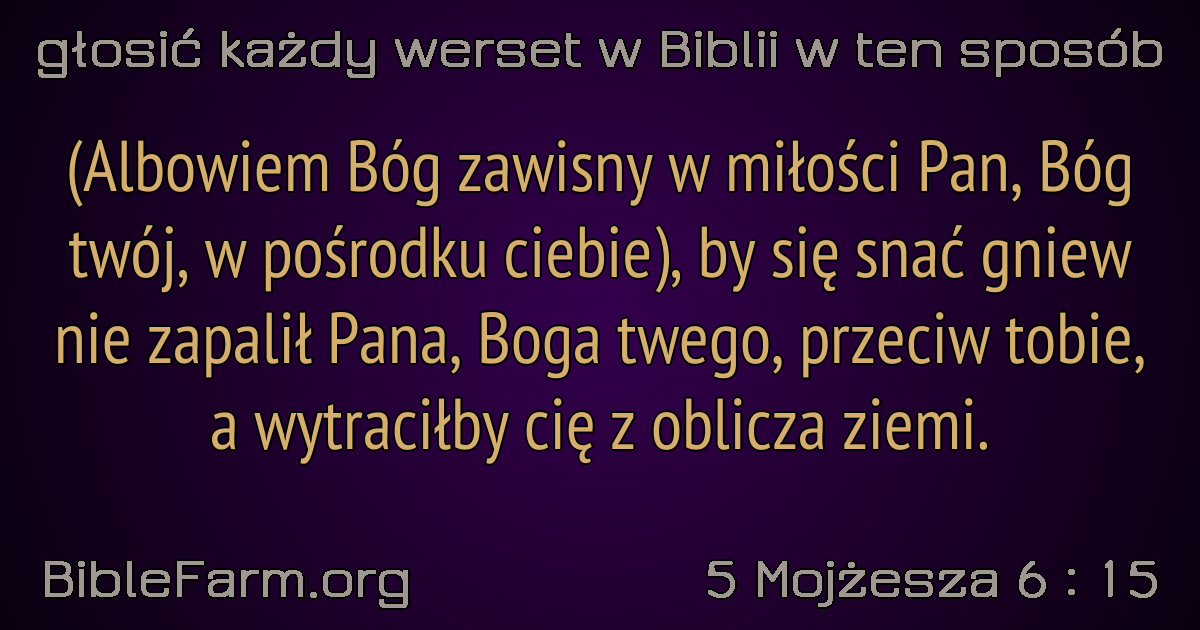 głosić każdy werset w Biblii w ten sposób
(Albowiem Bóg zawisny w miłości Pan, Bóg
twój, w pośrodku ciebie), by się snać gniew
nie zapalił Pana, Boga twego, przeciw tobie,
a wytraciłby cię z oblicza ziemi.
BibleFarm.org
5 Mojżesza 6 : 15